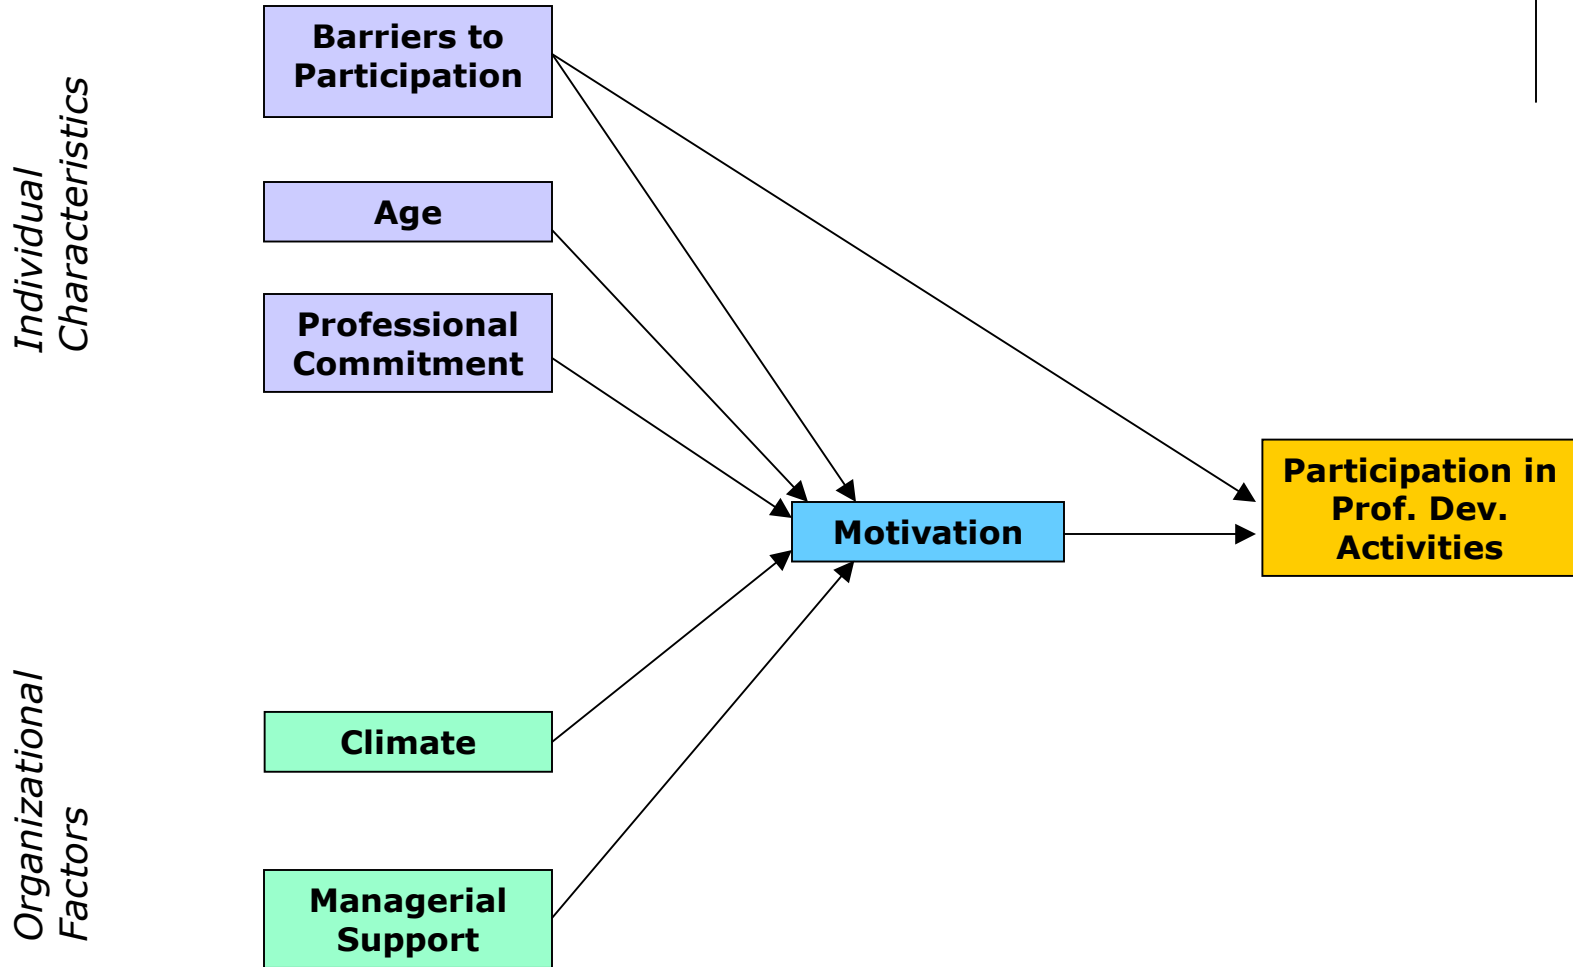 Individual
Characteristics
Barriers to
Participation
Age
Professional
Commitment
Motivation
Participation in
Prof. Dev.
Activities
Organizational
Factors
Climate
Managerial
Support